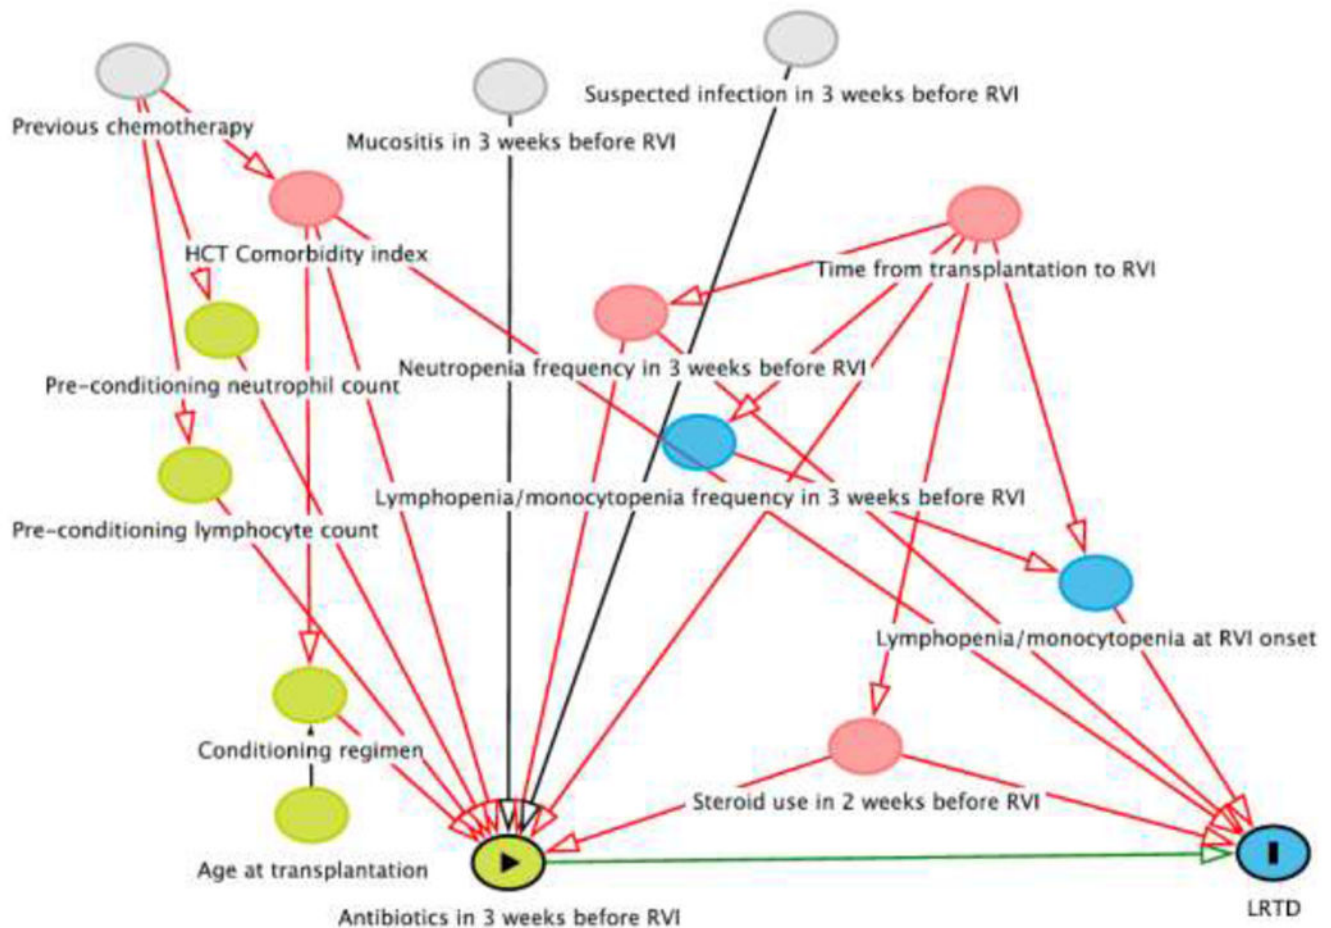 Suspected infection in 3 weeks before RVI
Previous chemotherapy
Mucositis in 3 weeks before RVI
HCT Comorbidity index
Time from transplantation to RVI
Neutropenia frequency in 3 weeks before RVI
Pre-conditioning neutrophil count
Lymphopenia/monocytopenia frequency in 3 weeks before RVI
Pre-conditioning lymphocyte count
Lymphopenia/monocytopenia at RVI onset
Conditioning regimen
Steroid use in 2 weeks before RVI
Age at transplantation
LRTD
Antibiotics in 3 weeks before RVI